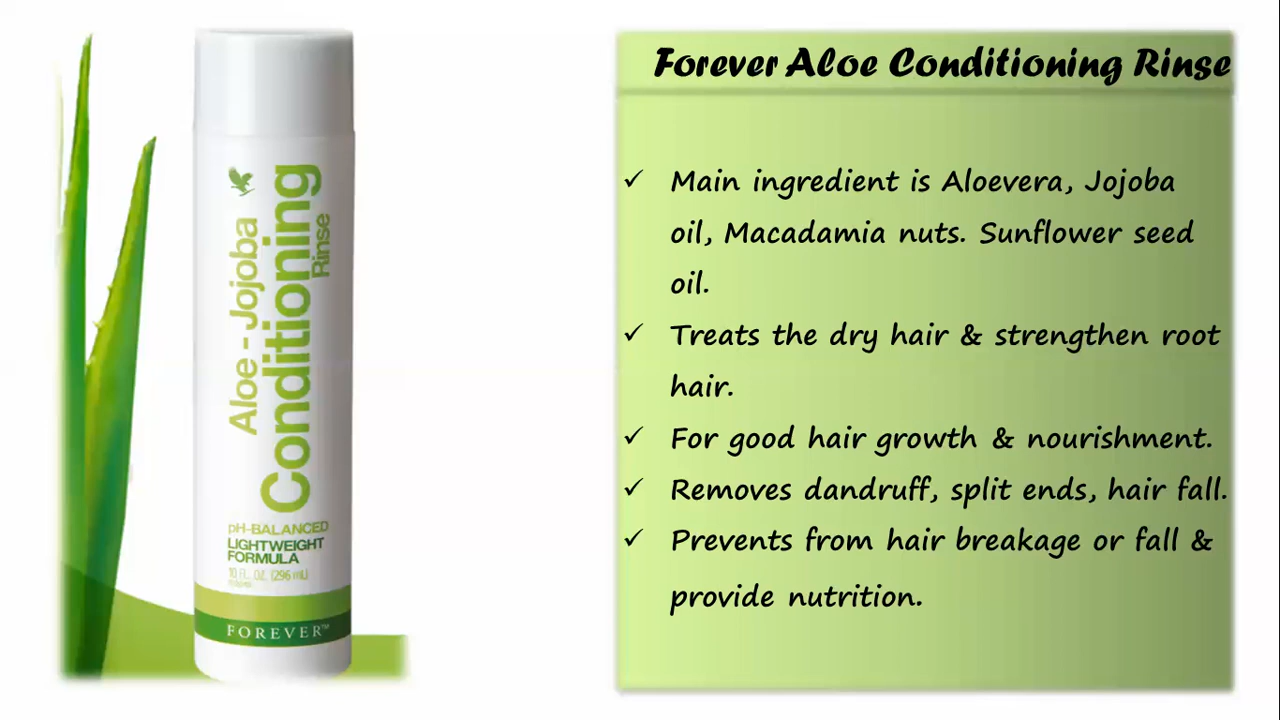 Forever Aloe Conditioning Rinse
✓ Main ingredient is Aloevera, Jojoba
oil, Macadamia nuts. Sunflower seed
oil.
✓ Treats the dry hair & strengthen root
hair.
✓ For good hair growth & nourishment.
✓ Removes dandruff, split ends, hair fall.
✓ Prevents from hair breakage or fall &
provide nutrition.
Aloe - Jojoba
Conditioning
Rinse
pH-BALANCED
LIGHTWEIGHT
FORMULA
10 FL. OZ. (296 mL)
FOREVER™